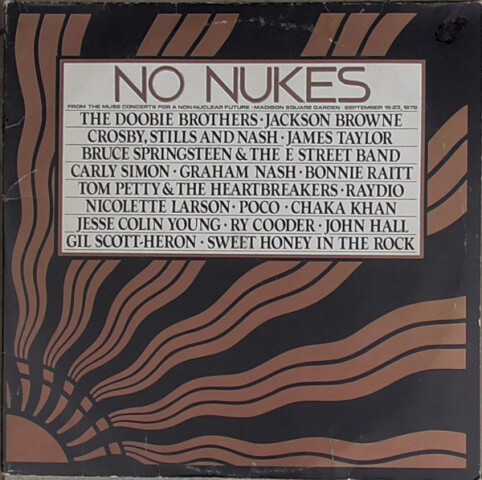 NO NUKES
FROM THE MUSE CONCERTS FOR A NON-NUCLEAR FUTURE · MADISON SQUARE GARDEN SEPTEMBER 19-23, 1979
THE DOOBIE BROTHERS · JACKSON BROWNE
CROSBY, STILLS AND NASH · JAMES TAYLOR
BRUCE SPRINGSTEEN & THE E STREET BAND
CARLY SIMON · GRAHAM NASH · BONNIE RAITT
TOM PETTY & THE HEARTBREAKERS · RAYDIO
NICOLETTE LARSON · POCO · CHAKA KHAN
JESSE COLIN YOUNG · RY COODER · JOHN HALL
GIL SCOTT-HERON · SWEET HONEY IN THE ROCK